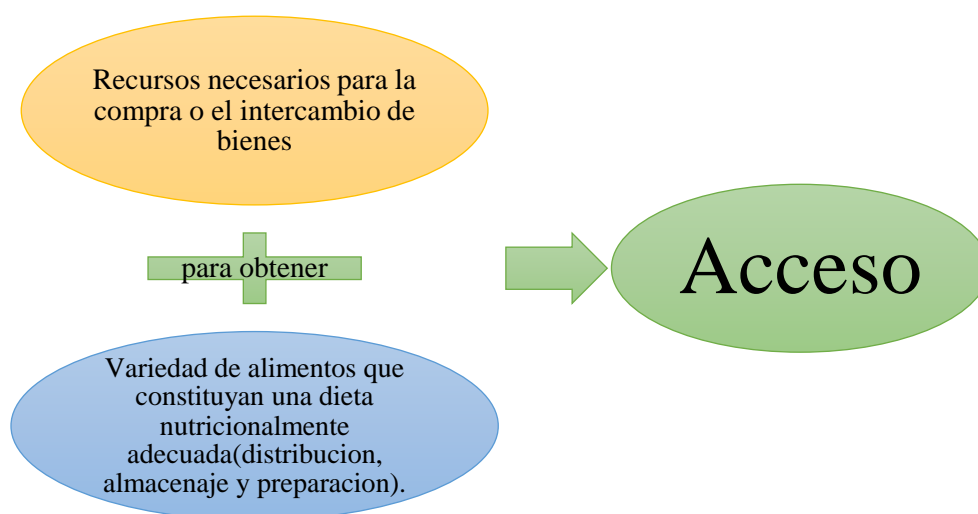 Recursos necesarios para la
compra o el intercambio de
bienes
para obtener
Variedad de alimentos que
constituyan una dieta
nutricionalmente
adecuada(distribucion,
almacenaje y preparacion).
Acceso